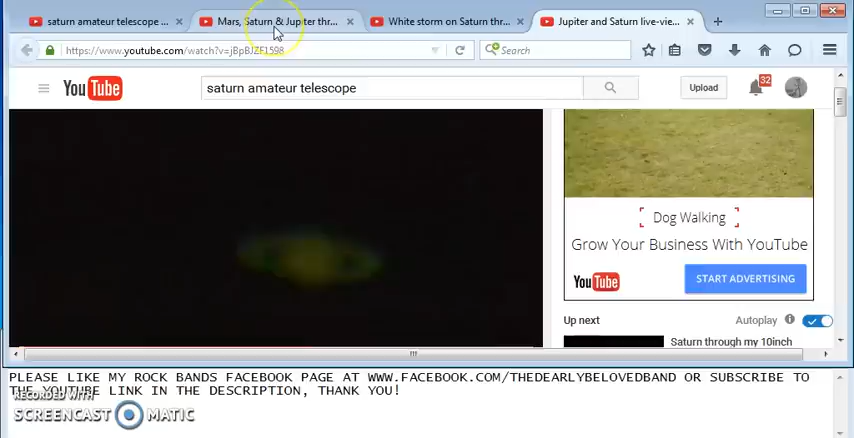 saturn amateur telescope ...
Mars, Saturn & Jupiter thr...
White storm on Saturn thr...
Jupiter and Saturn live-vie...
https://www.youtube.com/watch?v=jBpBJZFI598
Search
YouTube
saturn amateur telescope
Upload
32
Dog Walking
Grow Your Business With YouTube
YouTube
START ADVERTISING
Up next
Autoplay
Saturn through my 10inch
PLEASE LIKE MY ROCK BANDS FACEBOOK PAGE AT WWW.FACEBOOK.COM/THEDEARLYBELOVEDBAND OR SUBSCRIBE TO
THE YOUTUBE LINK IN THE DESCRIPTION, THANK YOU!
RECORDED WITH
SCREENCAST MATIC